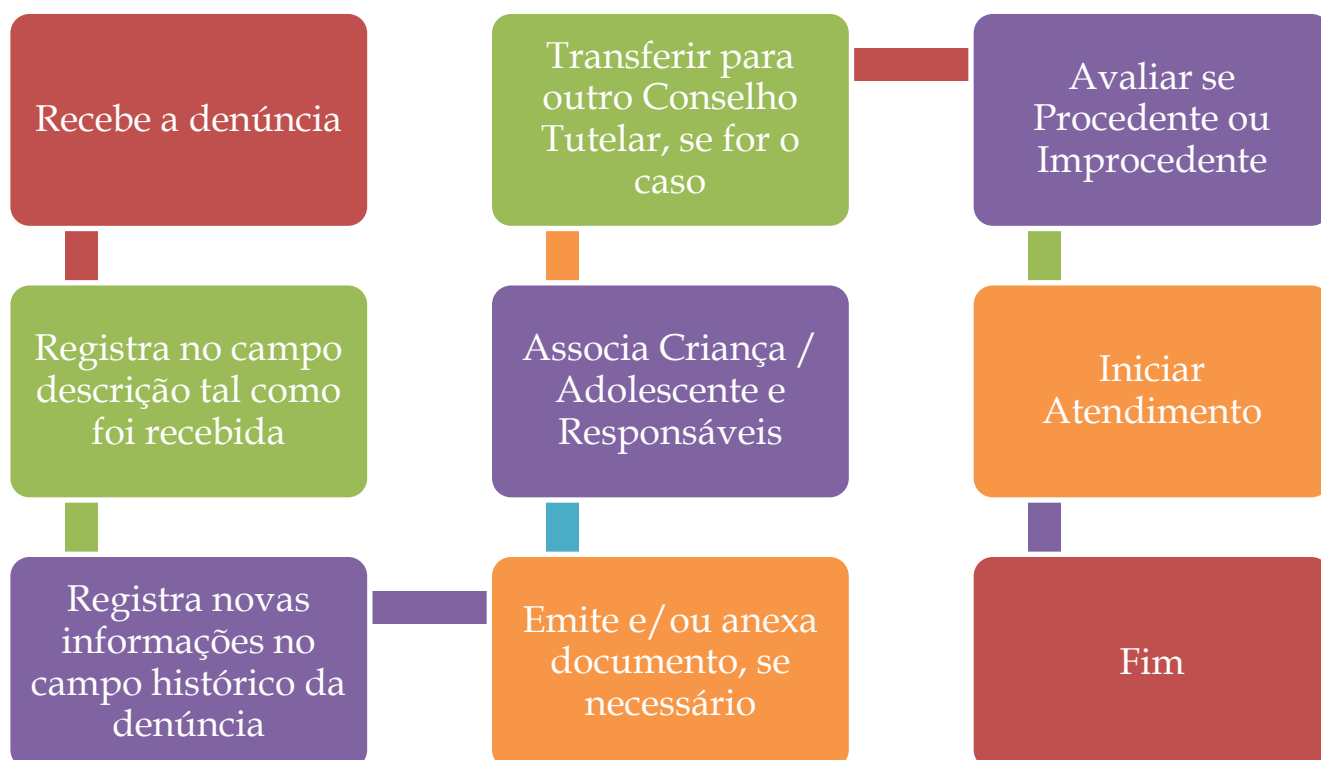 Recebe a denúncia
Registra no campo
descrição tal como
foi recebida
Registra novas
informações no
campo histórico da
denúncia
Emite e/ou anexa
documento, se
necessário
Associa Criança /
Adolescente e
Responsáveis
Transferir para
outro Conselho
Tutelar, se for o
caso
Avaliar se
Procedente ou
Improcedente
Iniciar
Atendimento
Fim